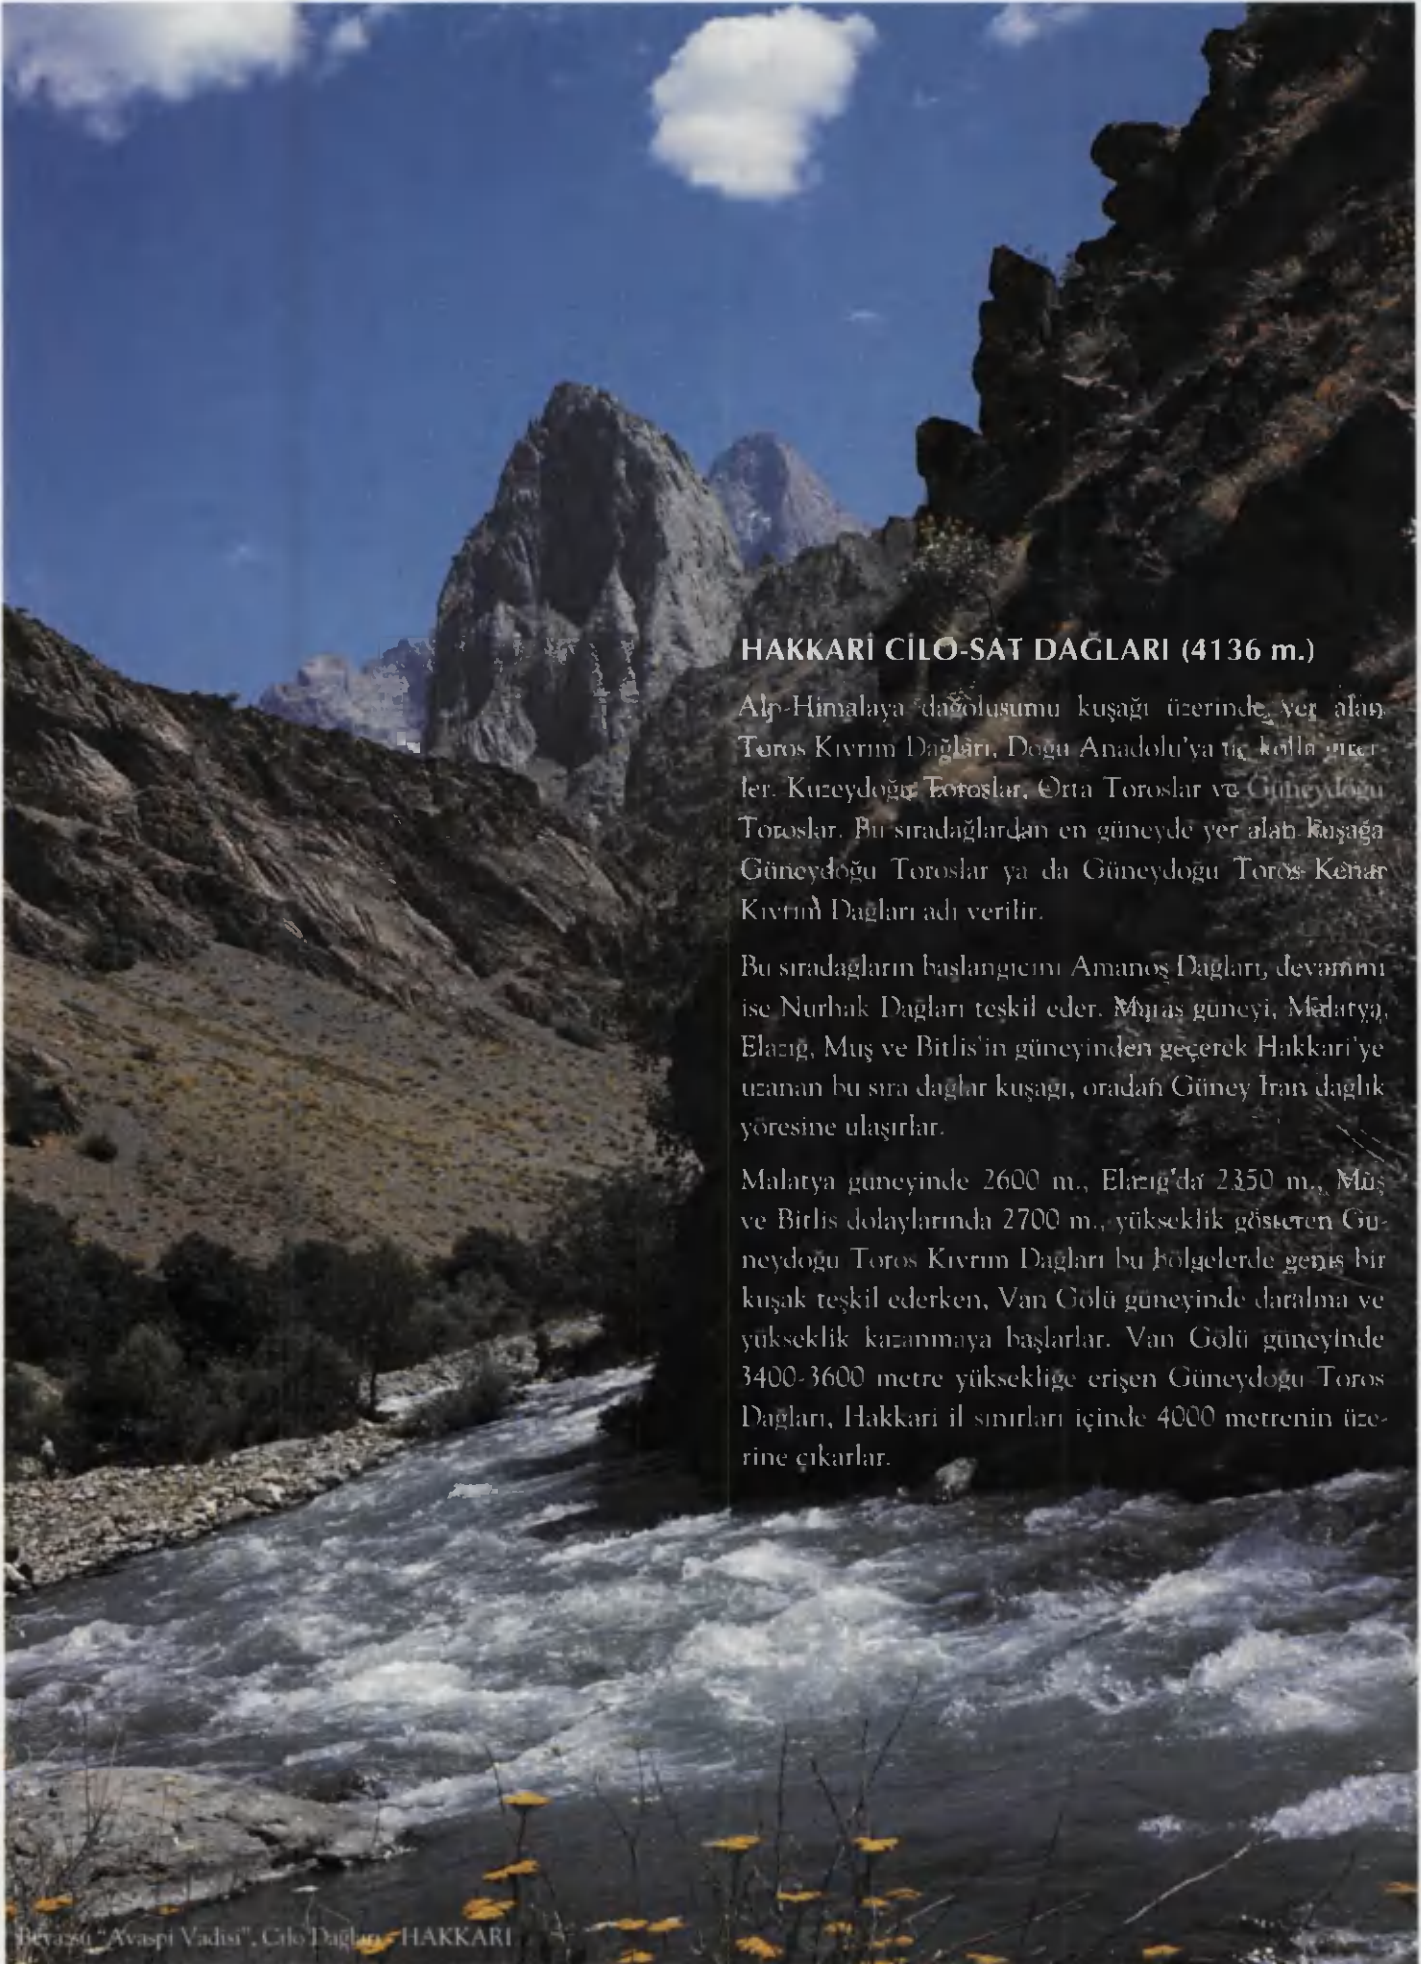 HAKKARİ CİLO-SAT DAĞLARI (4136 m.)
Alp-Himalaya dağoluşumu kuşağı üzerinde yer alan
Toros Kıvrım Dağları, Doğu Anadolu'ya üç kolla girer-
ler. Kuzeydoğu Toroslar, Orta Toroslar ve Güneydoğu
Toroslar. Bu sıradağlardan en güneyde yer alan kuşağa
Güneydoğu Toroslar ya da Güneydoğu Toros Kenar
Kıvrım Dağları adı verilir.
Bu sıradağların başlangıcını Amanos Dağları, devamını
ise Nurhak Dağları teşkil eder. Maraş güneyi, Malatya,
Elazığ, Muş ve Bitlis'in güneyinden geçerek Hakkari'ye
uzanan bu sıra dağlar kuşağı, oradan Güney İran dağlık
yöresine ulaşırlar.
Malatya güneyinde 2600 m., Elazığ'da 2350 m., Muş
ve Bitlis dolaylarında 2700 m., yükseklik gösteren Gü-
neydoğu Toros Kıvrım Dağları bu bölgelerde geniş bir
kuşak teşkil ederken, Van Gölü güneyinde daralma ve
yükseklik kazanmaya başlarlar. Van Gölü güneyinde
3400-3600 metre yüksekliğe erişen Güneydoğu Toros
Dağları, Hakkari il sınırları içinde 4000 metrenin üze-
rine çıkarlar.
Beyazsu "Avaspi Vadisi", Cilo Dağları - HAKKARİ